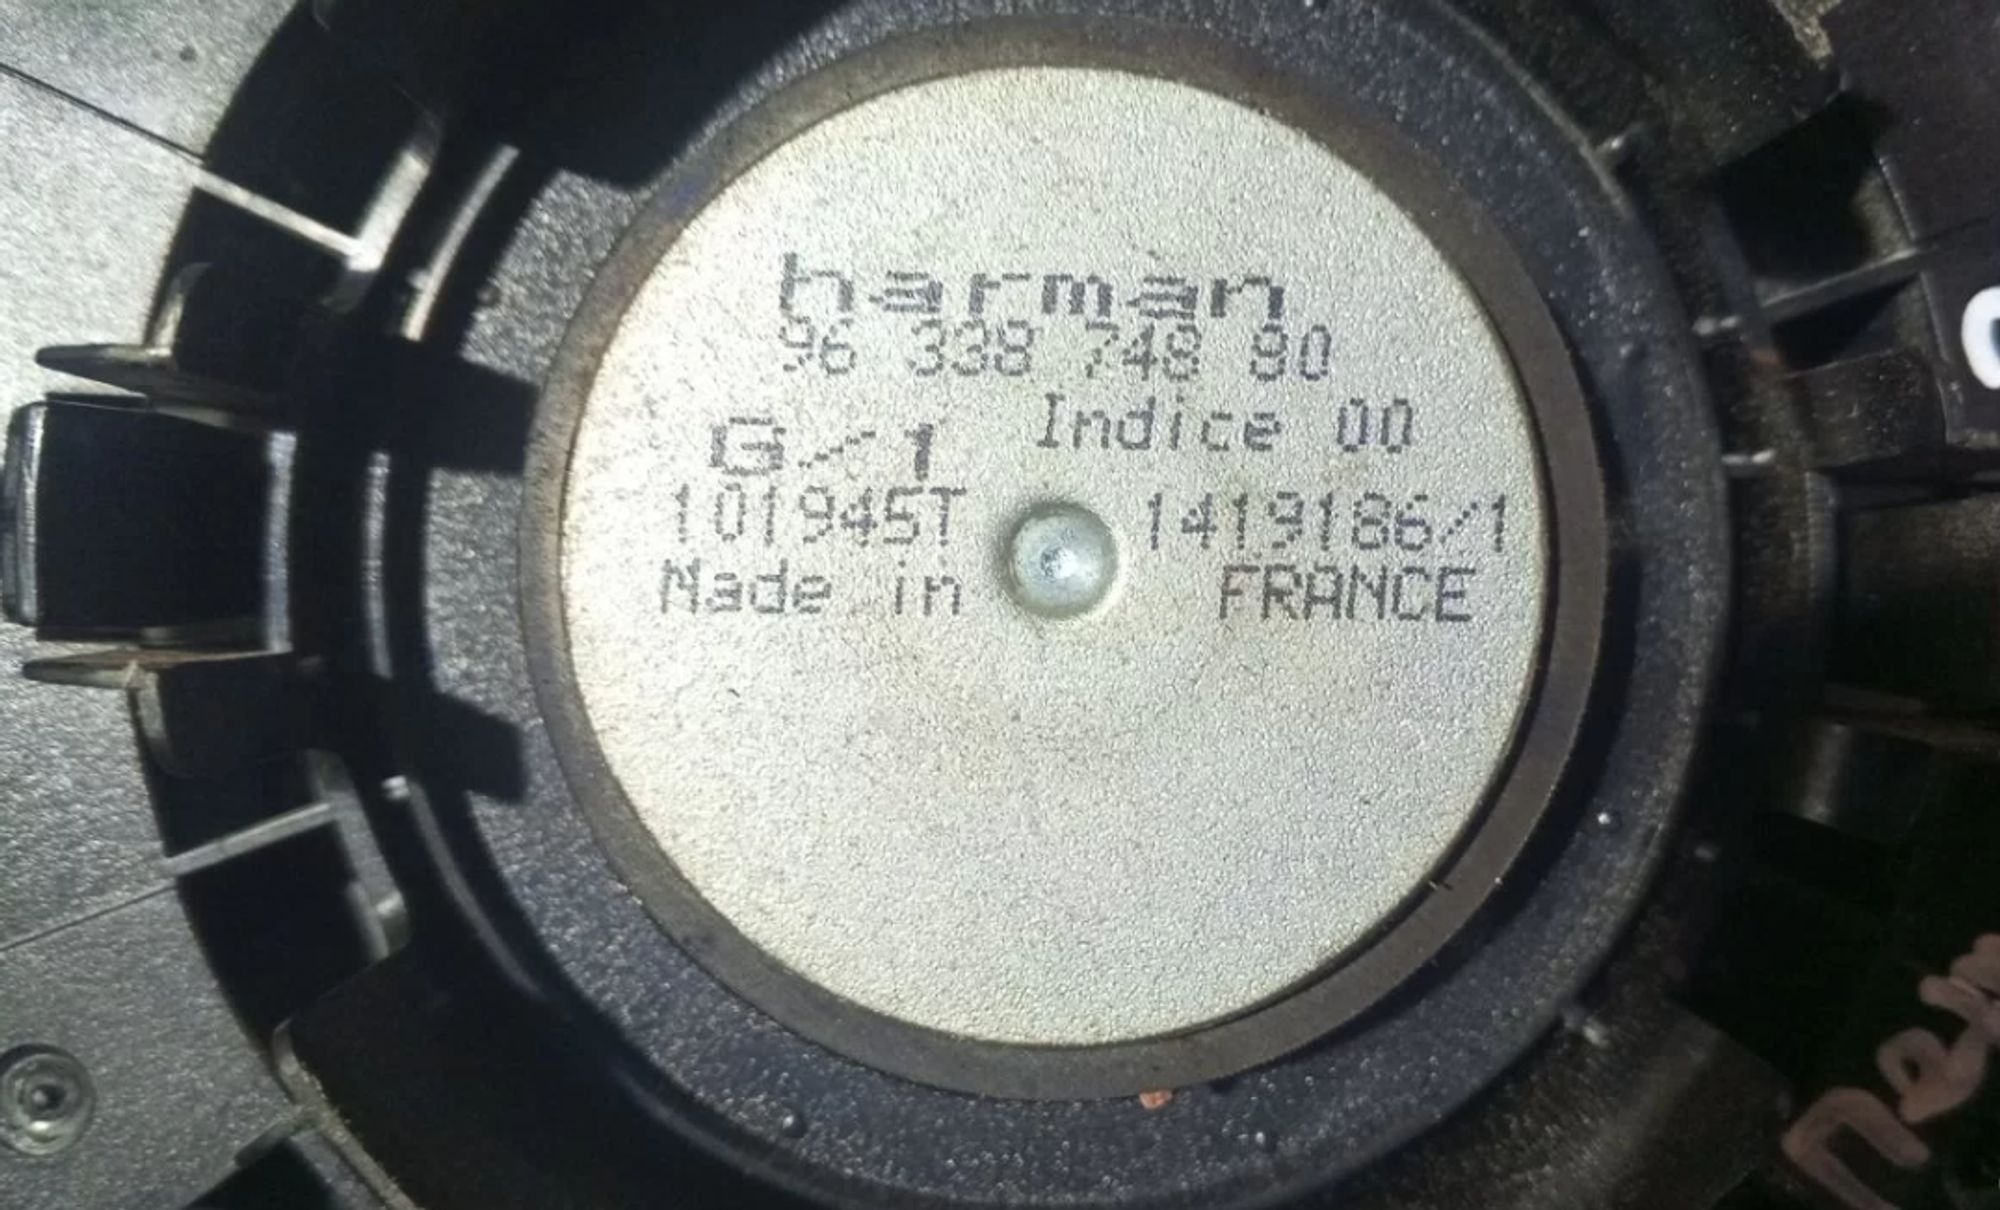 harman
96 338 748 80
G/1 Indice 00
101945T 1419186/1
Made in FRANCE